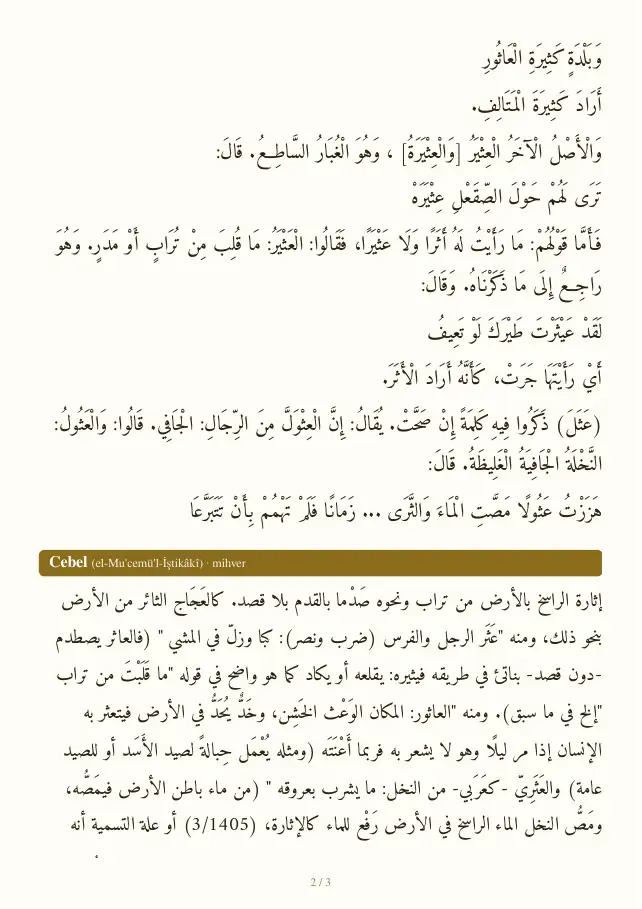 وَبَلْدَةٍ كَثِيرَةِ الْعَاثُورِ
أَرَادَ كَثِيرَةَ الْمَتَالِفِ.
وَالْأَصْلُ الْآخَرُ الْعِثْيَرُ [وَالْعِثْيَرَةُ] ، وَهُوَ الْغُبَارُ السَّاطِعُ. قَالَ:
تَرَى لَهُمْ حَوْلَ الصِّقَعْلِ عِثْيَرَهْ
فَأَمَّا قَوْلُهُمْ: مَا رَأَيْتُ لَهُ أَثَرًا وَلَا عَثْيَرًا، فَقَالُوا: الْعَثْيَرُ: مَا قُلِبَ مِنْ تُرَابٍ أَوْ مَدَرٍ. وَهُوَ
رَاجِعٌ إِلَى مَا ذَكَرْنَاهُ. وَقَالَ:
لَقَدْ عَيْثَرْتَ طَيْرَكَ لَوْ تَعِيفُ
أَيْ رَأَيْتَهَا جَرَتْ، كَأَنَّهُ أَرَادَ الْأَثَرَ.
(عَثَلَ) ذَكَرُوا فِيهِ كَلِمَةً إِنْ صَحَّتْ. يُقَالُ: إِنَّ الْعِثْوَلَّ مِنَ الرِّجَالِ: الْجَافِي. قَالُوا: وَالْعَثُولُ:
النَّخْلَةُ الْجَافِيَةُ الْغَلِيظَةُ. قَالَ:
هَزَزْتُ عَثُولًا مَصَّتِ الْمَاءَ وَالثَّرَى ... زَمَانًا فَلَمْ تَهْمُمْ بِأَنْ تَتَبَرَّعَا
Cebel (el-Mu'cemü'l-İştikâkî) · mihver
إثارة الراسخ بالأرض من تراب ونحوه صَدْما بالقدم بلا قصد. كالعَجَاج الثائر من الأرض
بنحو ذلك، ومنه "عثَر الرجل والفرس (ضرب ونصر): كبا وزلّ في المشي " (فالعاثر يصطدم
-دون قصد- بناتئ في طريقه فيثيره: يقلعه أو يكاد كما هو واضح في قوله "ما قَلَبْتَ من تراب
"إلخ في ما سبق). ومنه "العاثور: المكان الوَعْث الخَشِن، وخَدٌّ يُخَدُّ في الأرض فيتعثر به
الإنسان إذا مر ليلًا وهو لا يشعر به فربما أَعْنَتَه (ومثله يُعْمَل حِبالةً لصيد الأَسَد أو للصيد
عامة) والعَثَرِيّ -كعَرَبي- من النخل: ما يشرب بعروقه " (من ماء باطن الأرض فيمَصُّه،
ومَصُّ النخل الماء الراسخ في الأرض رَفْع للماء كالإثارة، (3/1405) أو علة التسمية أنه
2 / 3